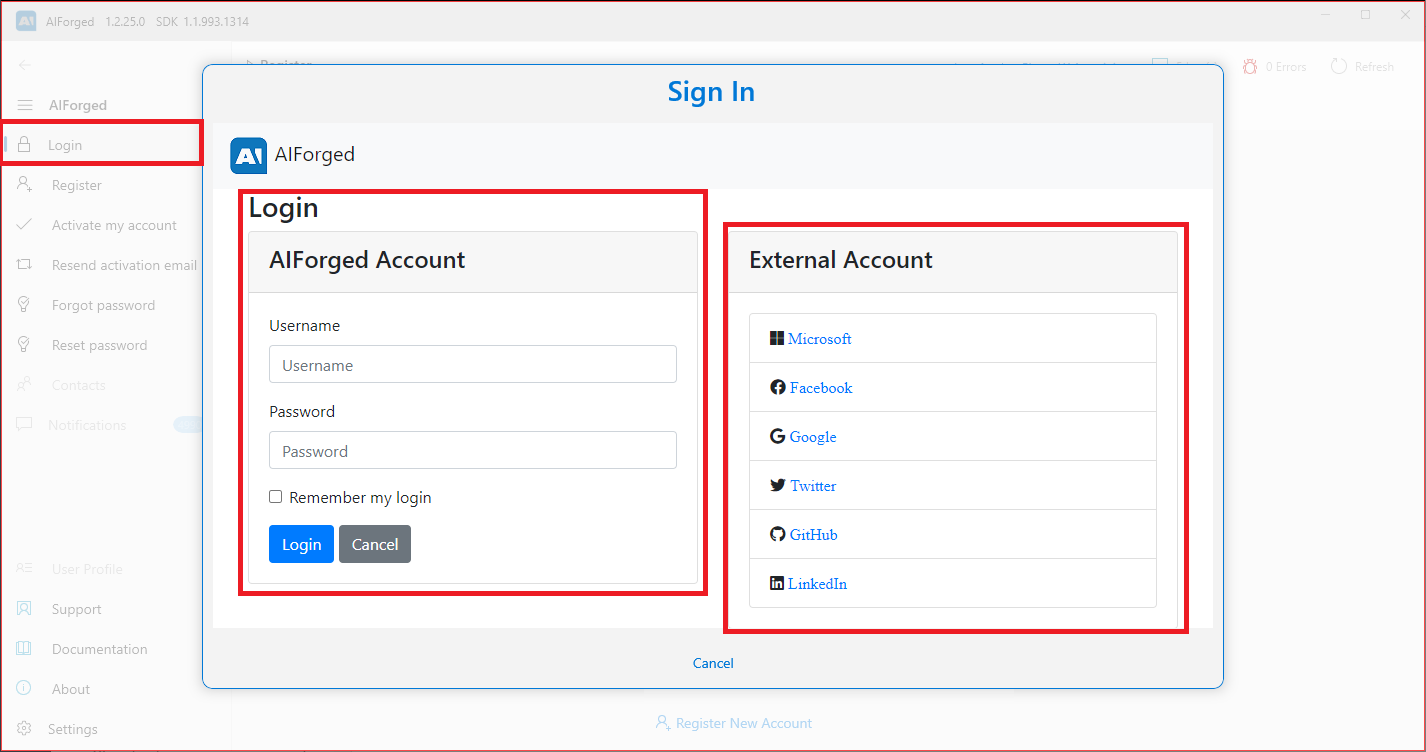 AIForged 1.2.25.0 SDK 1.1.993.1314
Register
0 Errors
Refresh
AIForged
Login
Register
Activate my account
Resend activation email
Forgot password
Reset password
Contacts
Notifications
User Profile
Support
Documentation
About
Settings
Sign In
AI AIForged
Login
AIForged Account
Username
Username
Password
Password
Remember my login
Login Cancel
External Account
Microsoft
Facebook
Google
Twitter
GitHub
LinkedIn
Cancel
Register New Account